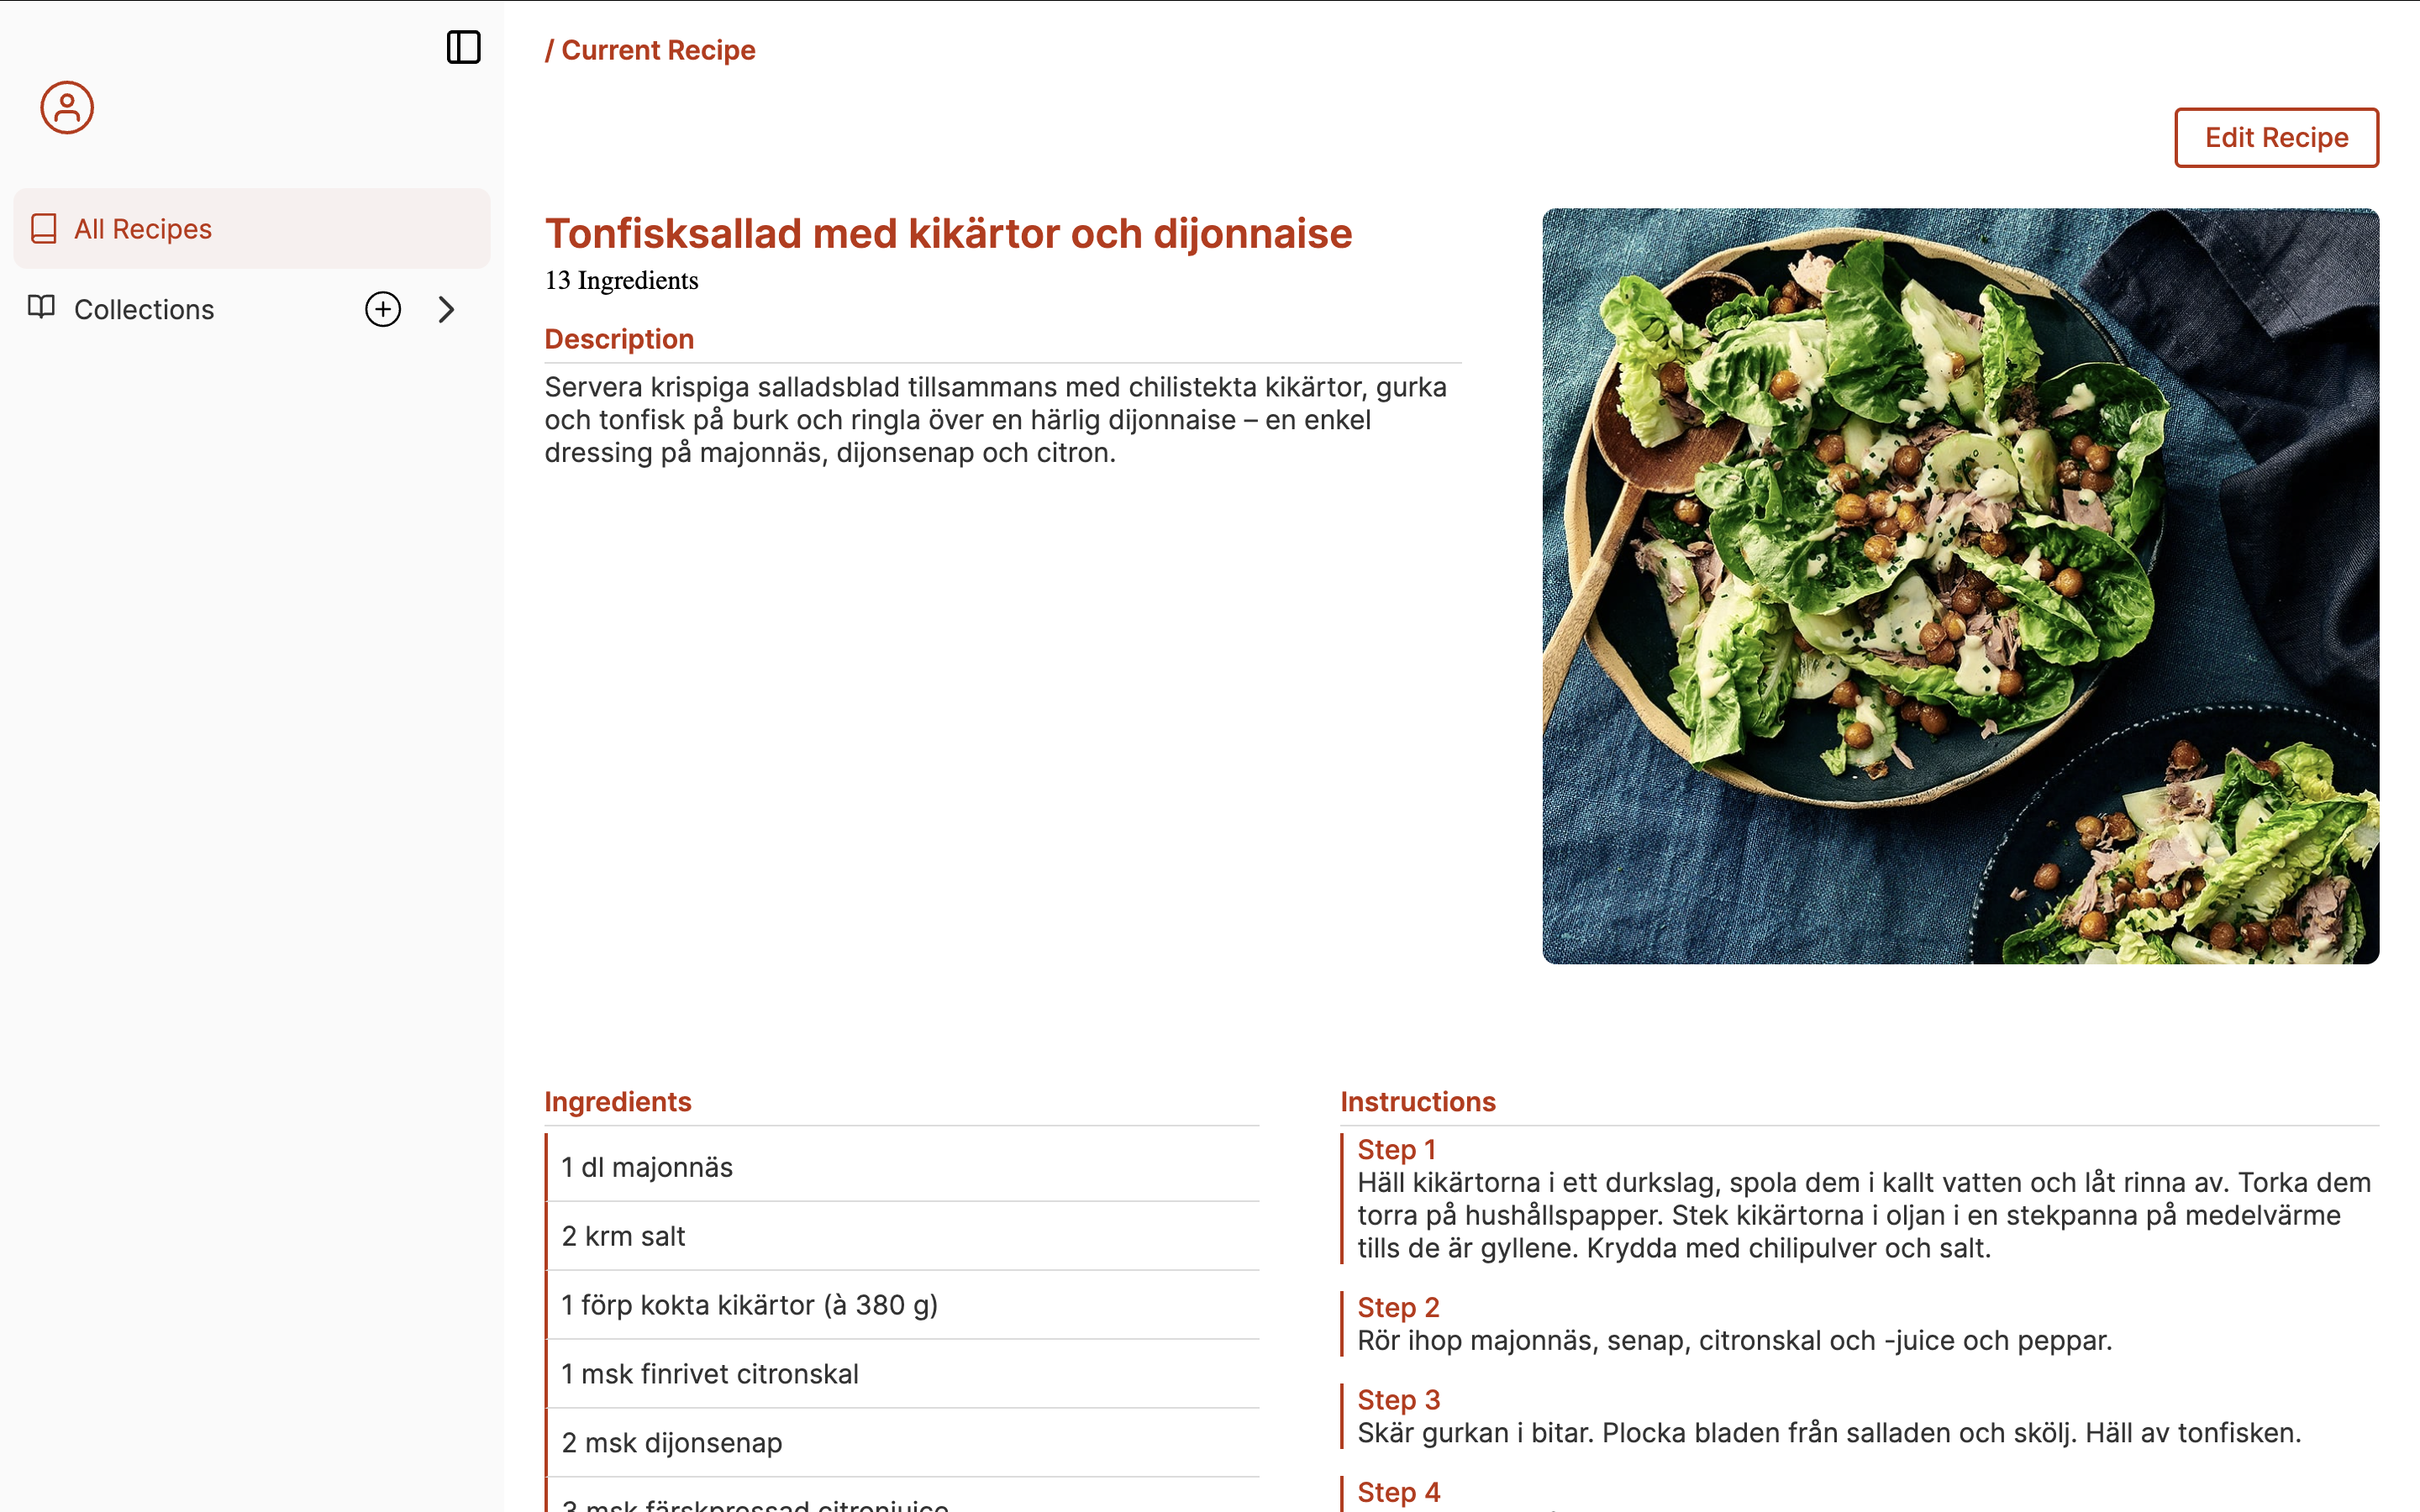 / Current Recipe
Edit Recipe
All Recipes
Collections
Tonfisksallad med kikärtor och dijonnaise
13 Ingredients
Description
Servera krispiga salladsblad tillsammans med chilistekta kikärtor, gurka
och tonfisk på burk och ringla över en härlig dijonnaise – en enkel
dressing på majonnäs, dijonsenap och citron.
Ingredients
1 dl majonnäs
2 krm salt
1 förp kokta kikärtor (à 380 g)
1 msk finrivet citronskal
2 msk dijonsenap
3 msk färskpressad citronjuice
Instructions
Step 1
Häll kikärtorna i ett durkslag, spola dem i kallt vatten och låt rinna av. Torka dem
torra på hushållspapper. Stek kikärtorna i oljan i en stekpanna på medelvärme
tills de är gyllene. Krydda med chilipulver och salt.
Step 2
Rör ihop majonnäs, senap, citronskal och -juice och peppar.
Step 3
Skär gurkan i bitar. Plocka bladen från salladen och skölj. Häll av tonfisken.
Step 4